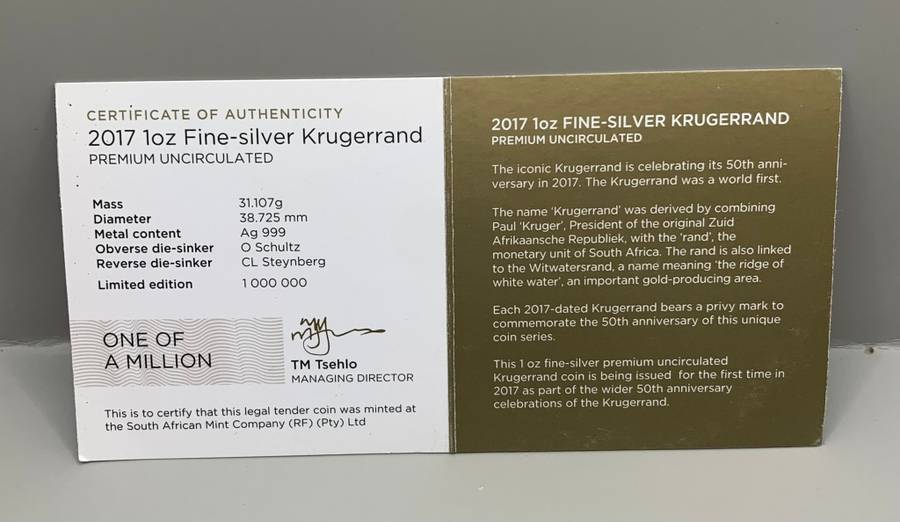 CERTIFICATE OF AUTHENTICITY
2017 1oz Fine-silver Krugerrand
PREMIUM UNCIRCULATED
Mass 31.107g
Diameter 38.725 mm
Metal content Ag 999
Obverse die-sinker O Schultz
Reverse die-sinker CL Steynberg
Limited edition 1 000 000
ONE OF
A MILLION
TM Tsehlo
MANAGING DIRECTOR
This is to certify that this legal tender coin was minted at
the South African Mint Company (RF) (Pty) Ltd
2017 1oz FINE-SILVER KRUGERRAND
PREMIUM UNCIRCULATED
The iconic Krugerrand is celebrating its 50th anni-
versary in 2017. The Krugerrand was a world first.
The name 'Krugerrand' was derived by combining
Paul 'Kruger', President of the original Zuid
Afrikaansche Republiek, with the 'rand', the
monetary unit of South Africa. The rand is also linked
to the Witwatersrand, a name meaning 'the ridge of
white water', an important gold-producing area.
Each 2017-dated Krugerrand bears a privy mark to
commemorate the 50th anniversary of this unique
coin series.
This 1 oz fine-silver premium uncirculated
Krugerrand coin is being issued for the first time in
2017 as part of the wider 50th anniversary
celebrations of the Krugerrand.